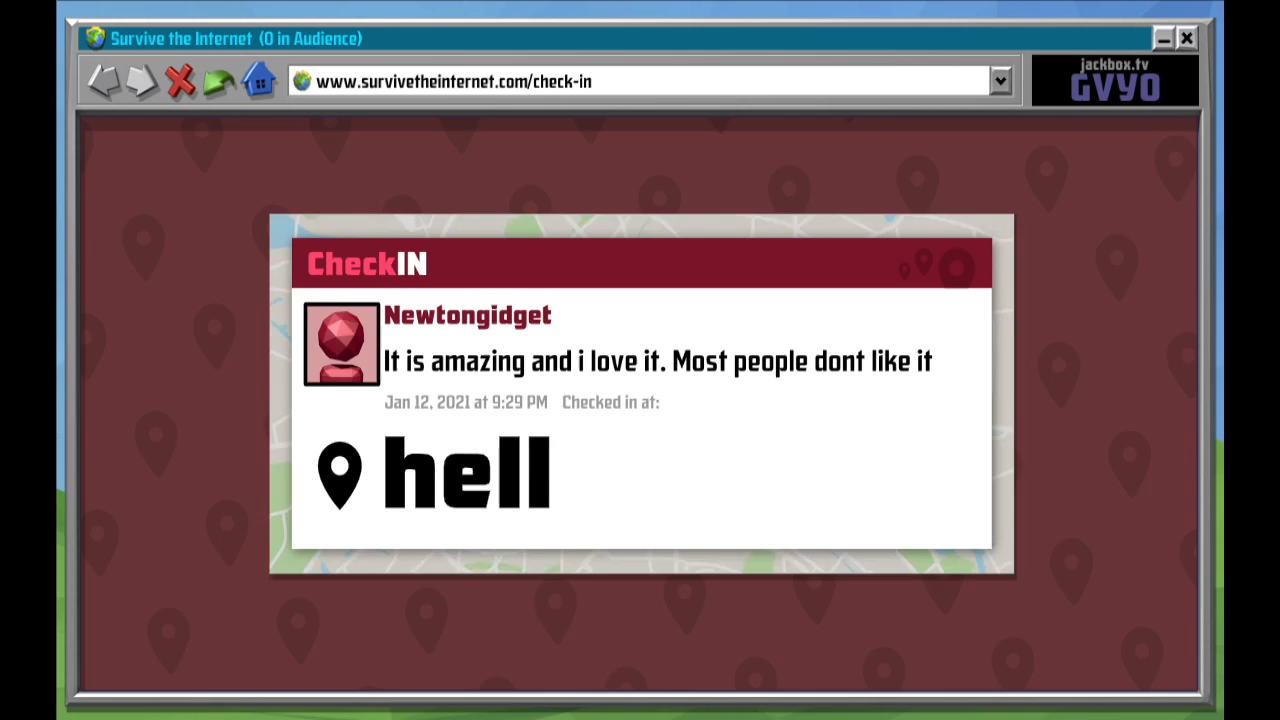 Survive the Internet (0 in Audience)
www.survivetheinternet.com/check-in
jackbox.tv
GVYO
CheckIN
Newtongidget
It is amazing and i love it. Most people dont like it
Jan 12, 2021 at 9:29 PM Checked in at:
hell